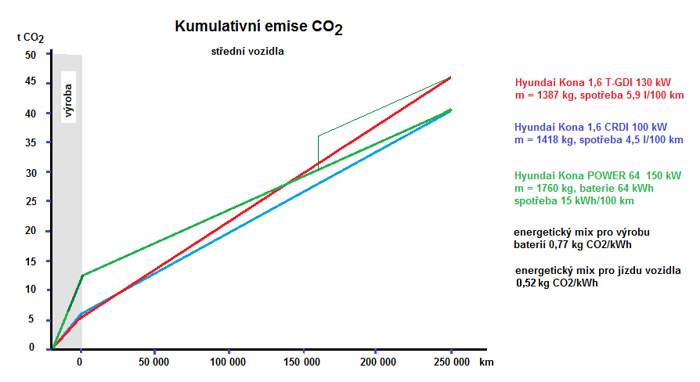 Kumulativní emise CO2
t CO2
střední vozidla
50
45
40
35
30
25
20
15
10
5
0
výroba
0
50 000
100 000
150 000
200 000
250 000
km
Hyundai Kona 1,6 T-GDI 130 kW
m = 1387 kg, spotřeba 5,9 l/100 km
Hyundai Kona 1,6 CRDI 100 kW
m = 1418 kg, spotřeba 4,5 l/100 km
Hyundai Kona POWER 64 150 kW
m = 1760 kg, baterie 64 kWh
spotřeba 15 kWh/100 km
energetický mix pro výrobu
baterií 0,77 kg CO2/kWh
energetický mix pro jízdu vozidla
0,52 kg CO2/kWh